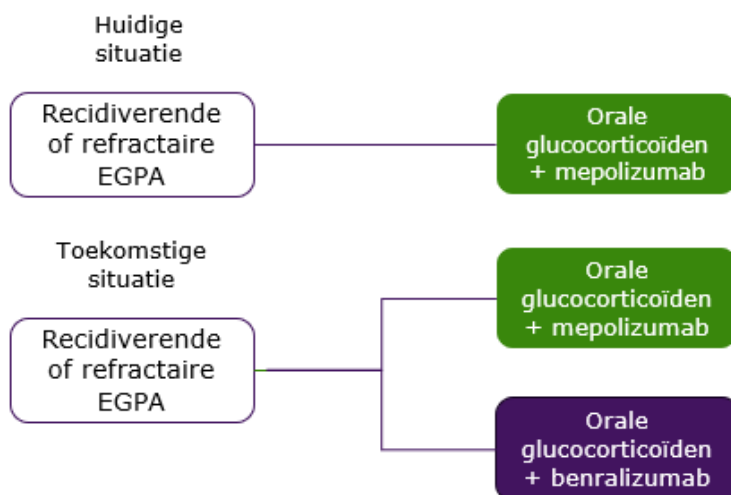 Huidige
situatie
Recidiverende
of refractaire
EGPA
Orale
glucocorticoïden
+ mepolizumab
Toekomstige
situatie
Recidiverende
of refractaire
EGPA
Orale
glucocorticoïden
+ mepolizumab
Orale
glucocorticoïden
+ benralizumab